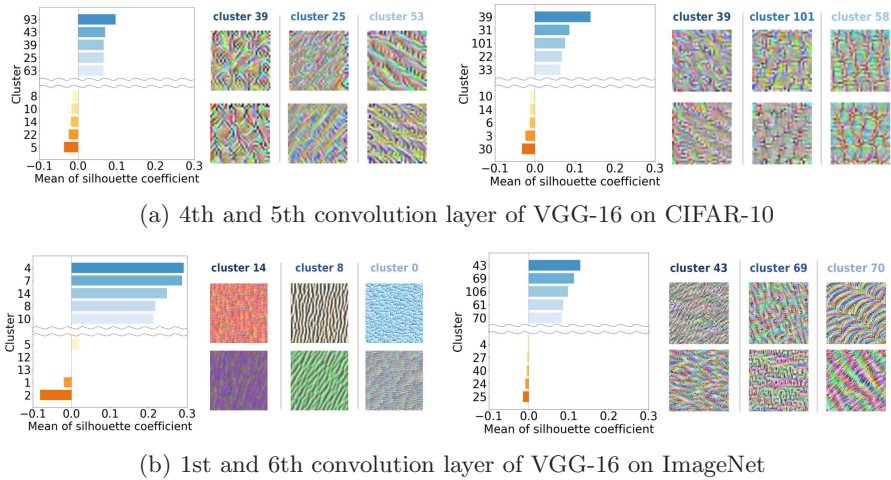 cluster 39 cluster 25 cluster 53
93
43
39
25
63
Cluster
8
10
14
22
5
−0.1 0.0 0.1 0.2 0.3
Mean of silhouette coefficient
cluster 39 cluster 101 cluster 58
39
31
101
22
33
Cluster
10
14
6
3
30
−0.1 0.0 0.1 0.2 0.3
Mean of silhouette coefficient
(a) 4th and 5th convolution layer of VGG-16 on CIFAR-10
cluster 14 cluster 8 cluster 0
4
7
14
8
10
Cluster
5
12
13
1
2
−0.1 0.0 0.1 0.2 0.3
Mean of silhouette coefficient
cluster 43 cluster 69 cluster 70
43
69
106
61
70
Cluster
4
27
40
24
25
−0.1 0.0 0.1 0.2 0.3
Mean of silhouette coefficient
(b) 1st and 6th convolution layer of VGG-16 on ImageNet